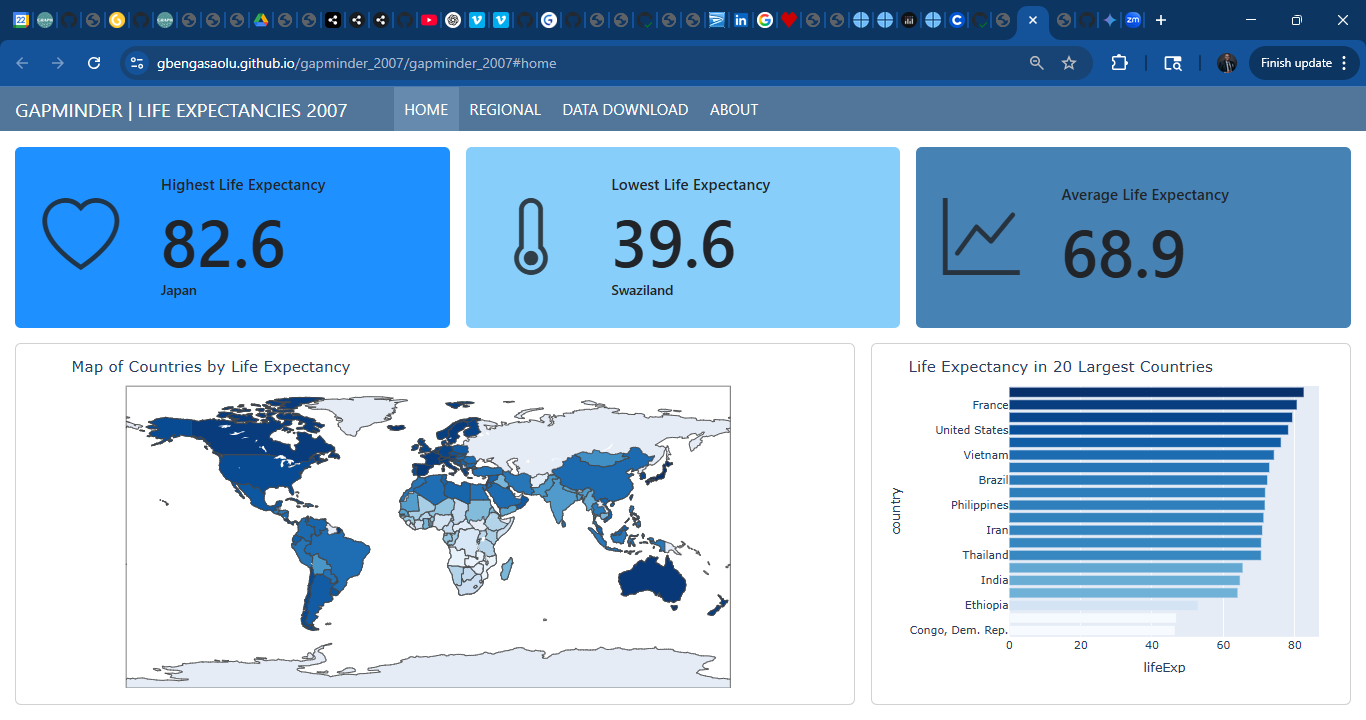 22
zm
gbengasaolu.github.io/gapminder_2007/gapminder_2007#home
Finish update
GAPMINDER | LIFE EXPECTANCIES 2007
HOME
REGIONAL
DATA DOWNLOAD
ABOUT
Highest Life Expectancy
82.6
Japan
Lowest Life Expectancy
39.6
Swaziland
Average Life Expectancy
68.9
Map of Countries by Life Expectancy
Life Expectancy in 20 Largest Countries
country
France
United States
Vietnam
Brazil
Philippines
Iran
Thailand
India
Ethiopia
Congo, Dem. Rep.
0 20 40 60 80
lifeExp